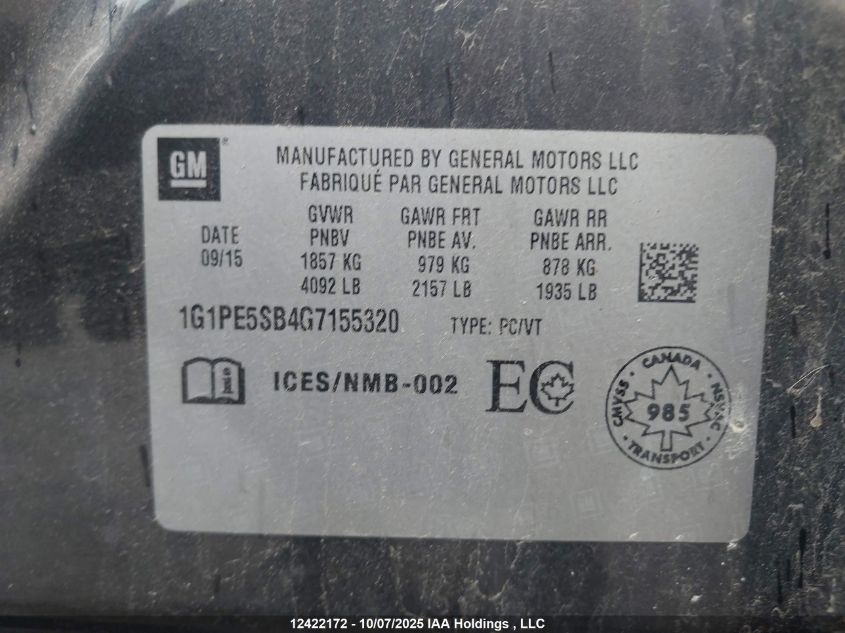 GM ®
MANUFACTURED BY GENERAL MOTORS LLC
FABRIQUÉ PAR GENERAL MOTORS LLC
DATE
09/15
GVWR
PNBV
1857 KG
4092 LB
GAWR FRT
PNBE AV.
979 KG
2157 LB
GAWR RR
PNBE ARR.
878 KG
1935 LB
1G1PE5SB4G7155320 TYPE: PC/VT
ICES/NMB-002
EC
CANADA
CMVSS
NSVAC
985
TRANSPORT
12422172 - 10/07/2025 IAA Holdings , LLC